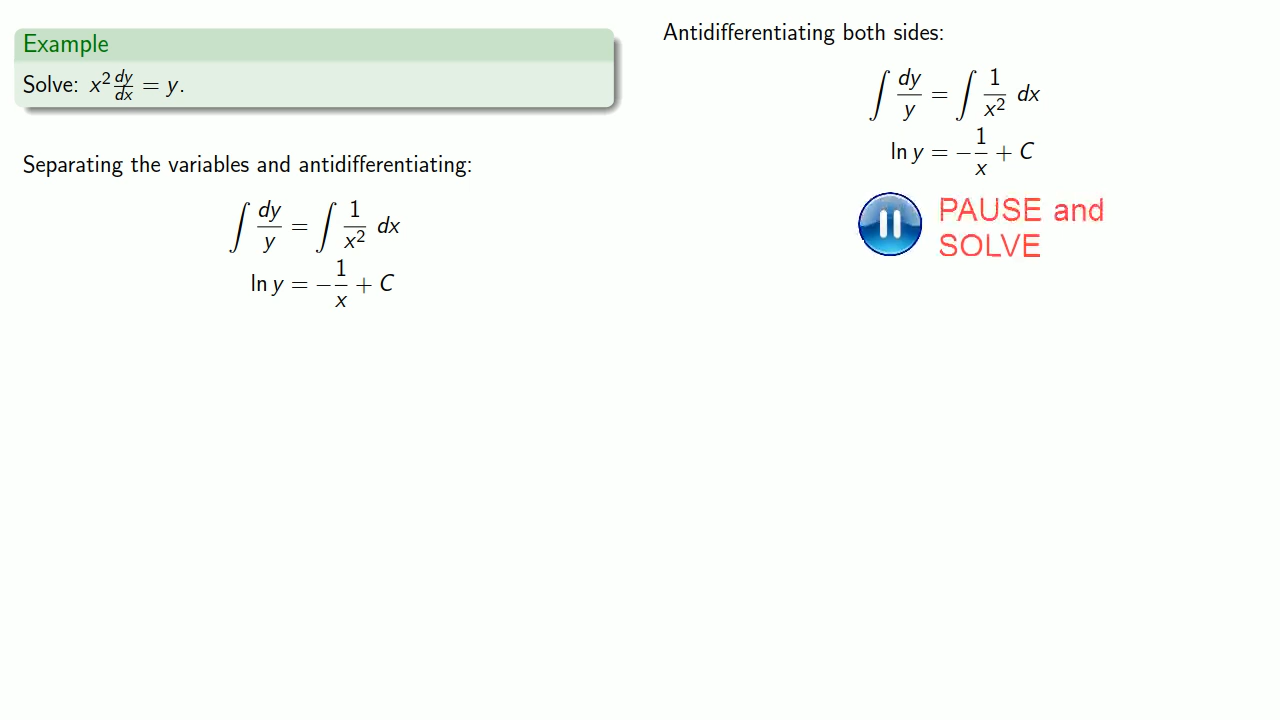 Example
Solve: x² dy/dx = y.
Separating the variables and antidifferentiating:
∫ dy/y = ∫ 1/x² dx
ln y = −1/x + C
Antidifferentiating both sides:
∫ dy/y = ∫ 1/x² dx
ln y = −1/x + C
PAUSE and
SOLVE